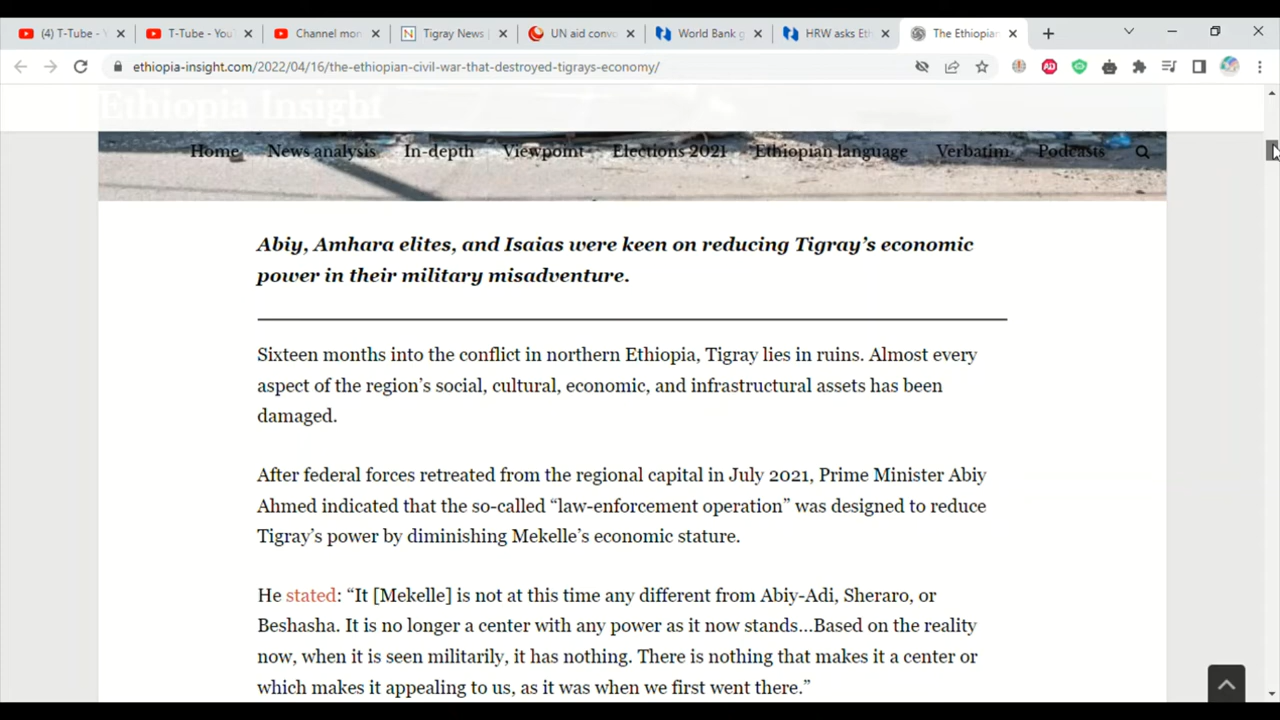 (4) T-Tube -
T-Tube - You
Channel mon
Tigray News |
UN aid convo
World Bank g
HRW asks Eth
The Ethiopian
ethiopia-insight.com/2022/04/16/the-ethiopian-civil-war-that-destroyed-tigrays-economy/
Ethiopia Insight
Home News analysis In-depth Viewpoint Elections 2021 Ethiopian language Verbatim Podcasts
Abiy, Amhara elites, and Isaias were keen on reducing Tigray's economic
power in their military misadventure.
Sixteen months into the conflict in northern Ethiopia, Tigray lies in ruins. Almost every
aspect of the region's social, cultural, economic, and infrastructural assets has been
damaged.
After federal forces retreated from the regional capital in July 2021, Prime Minister Abiy
Ahmed indicated that the so-called “law-enforcement operation” was designed to reduce
Tigray's power by diminishing Mekelle's economic stature.
He stated: “It [Mekelle] is not at this time any different from Abiy-Adi, Sheraro, or
Beshasha. It is no longer a center with any power as it now stands…Based on the reality
now, when it is seen militarily, it has nothing. There is nothing that makes it a center or
which makes it appealing to us, as it was when we first went there.”